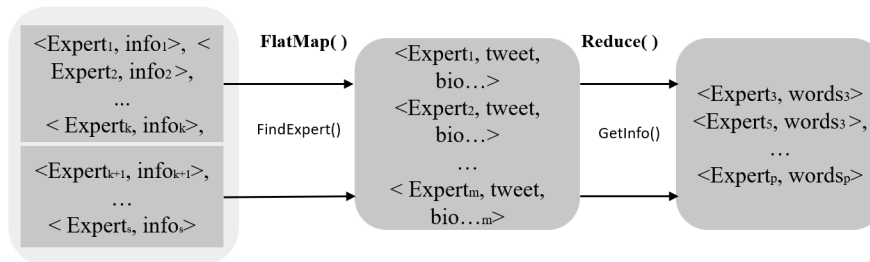 <Expert₁, info₁>, <
Expert₂, info₂>,
...
< Expertₖ, infoₖ>,
<Expertₖ₊₁, infoₖ₊₁>,
...
< Expertₛ, infoₛ>
FlatMap( )
FindExpert()
<Expert₁, tweet,
bio…>
<Expert₂, tweet,
bio…>
…
< Expertₘ, tweet,
bio…ₘ>
Reduce( )
GetInfo()
<Expert₃, words₃>
<Expert₅, words₃>,
…
<Expertₚ, wordsₚ>